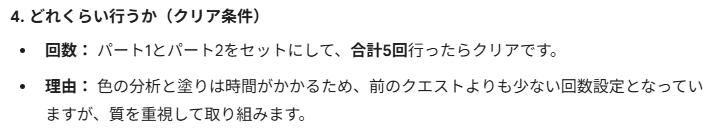 4. どれくらい行うか（クリア条件）
• 回数： パート1とパート2をセットにして、合計5回行ったらクリアです。
• 理由： 色の分析と塗りは時間がかかるため、前のクエストよりも少ない回数設定となってい
ますが、質を重視して取り組みます。